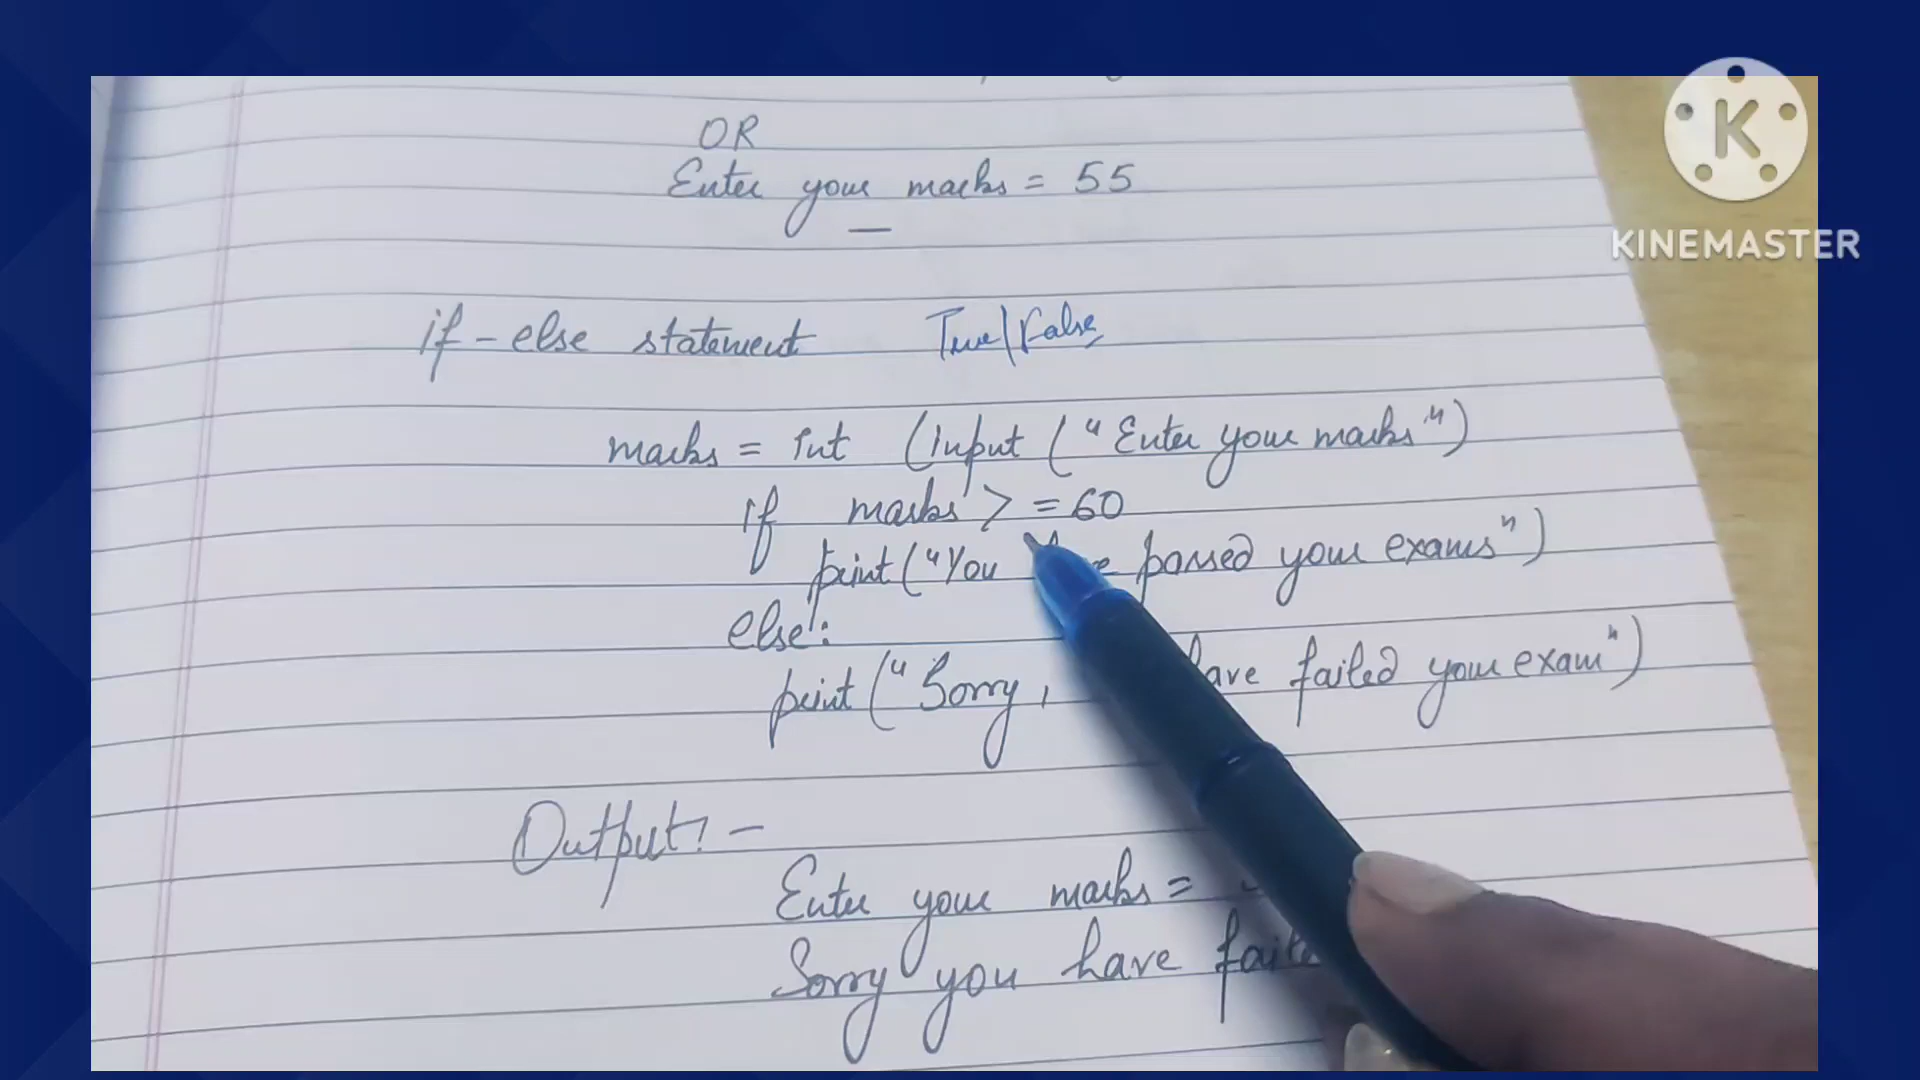 OR
Enter your marks = 55
—
if - else statement True/False
marks = int (input ("Enter your marks")
if marks > = 60
print ("You passed your exams")
else:
print ("Sorry, have failed your exam")
Output: -
Enter your marks =
Sorry you have
K
KINEMASTER